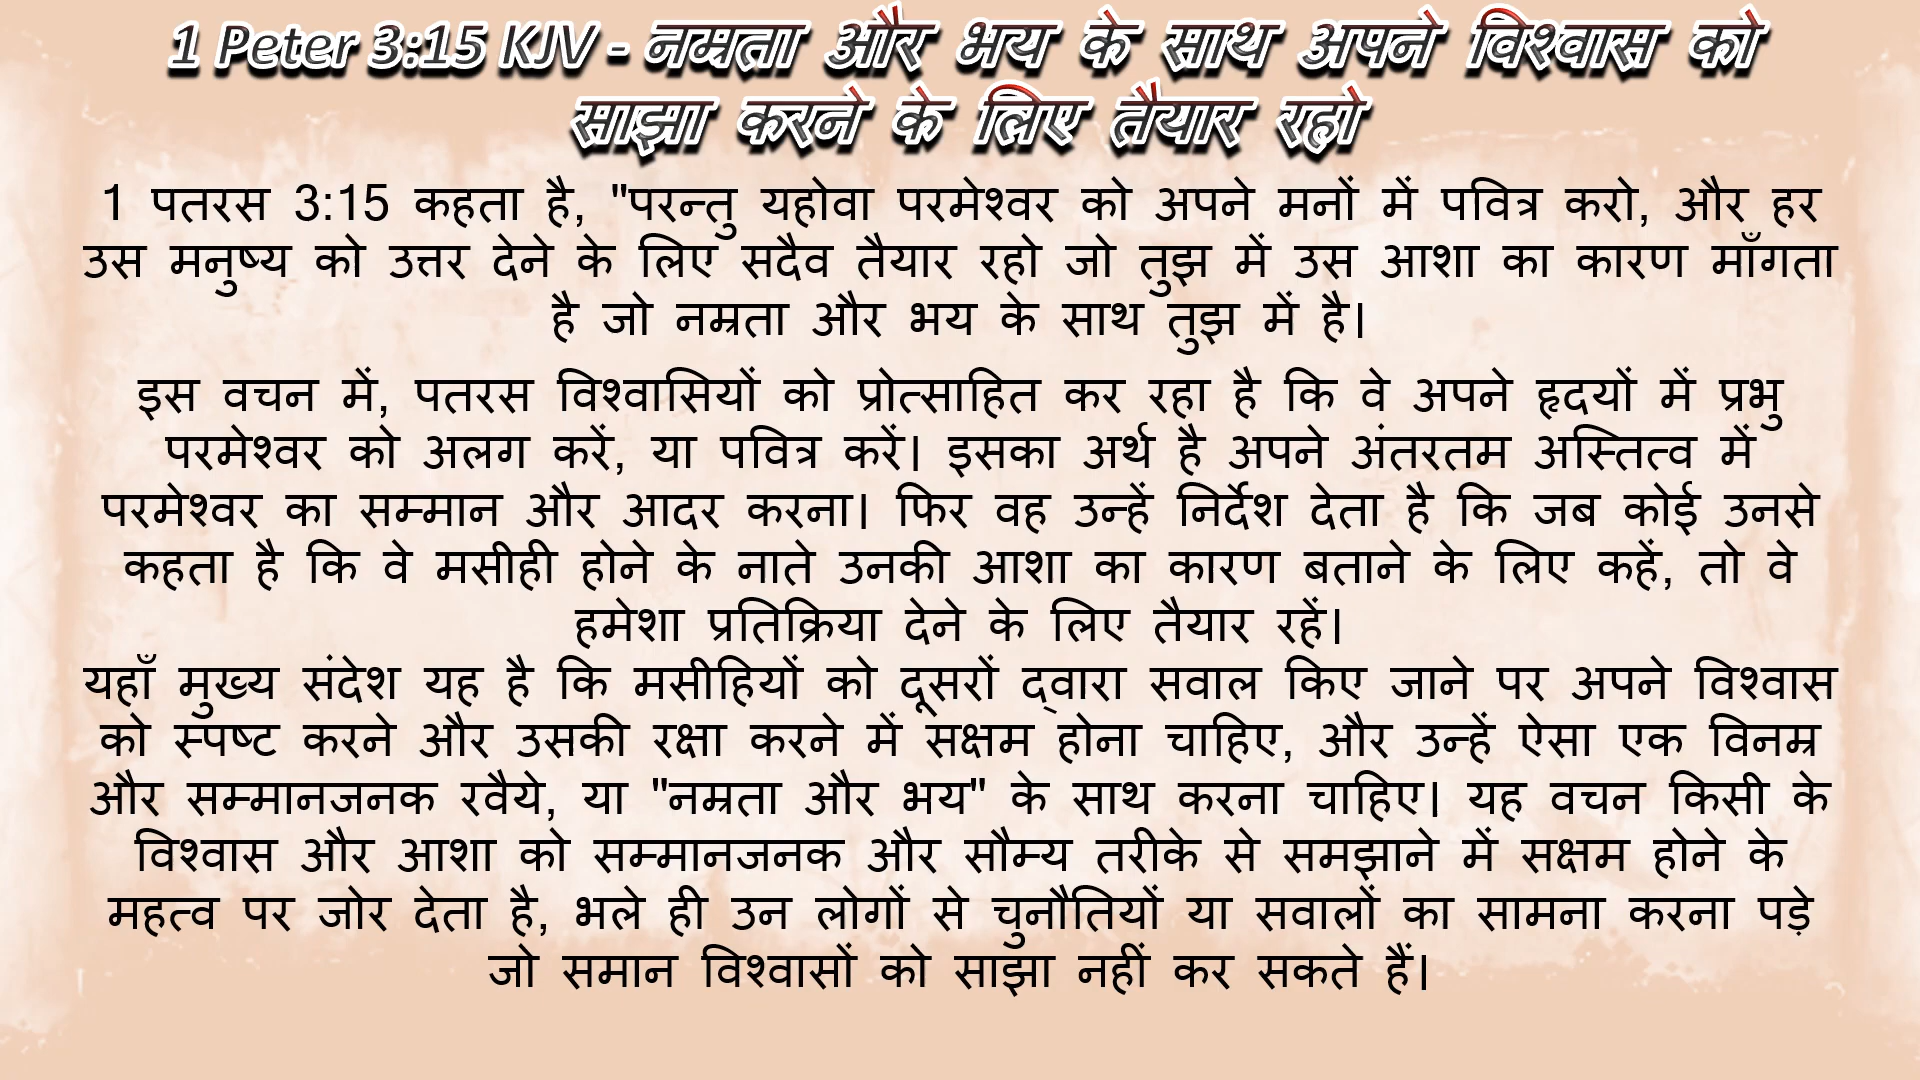 1 Peter 3:15 KJV - नम्रता और भय के साथ अपने विश्वास को
साझा करने के लिए तैयार रहो
1 पतरस 3:15 कहता है, "परन्तु यहोवा परमेश्वर को अपने मनों में पवित्र करो, और हर
उस मनुष्य को उत्तर देने के लिए सदैव तैयार रहो जो तुझ में उस आशा का कारण माँगता
है जो नम्रता और भय के साथ तुझ में है।
इस वचन में, पतरस विश्वासियों को प्रोत्साहित कर रहा है कि वे अपने हृदयों में प्रभु
परमेश्वर को अलग करें, या पवित्र करें। इसका अर्थ है अपने अंतरतम अस्तित्व में
परमेश्वर का सम्मान और आदर करना। फिर वह उन्हें निर्देश देता है कि जब कोई उनसे
कहता है कि वे मसीही होने के नाते उनकी आशा का कारण बताने के लिए कहें, तो वे
हमेशा प्रतिक्रिया देने के लिए तैयार रहें।
यहाँ मुख्य संदेश यह है कि मसीहियों को दूसरों द्वारा सवाल किए जाने पर अपने विश्वास
को स्पष्ट करने और उसकी रक्षा करने में सक्षम होना चाहिए, और उन्हें ऐसा एक विनम्र
और सम्मानजनक रवैये, या "नम्रता और भय" के साथ करना चाहिए। यह वचन किसी के
विश्वास और आशा को सम्मानजनक और सौम्य तरीके से समझाने में सक्षम होने के
महत्व पर जोर देता है, भले ही उन लोगों से चुनौतियों या सवालों का सामना करना पड़े
जो समान विश्वासों को साझा नहीं कर सकते हैं।